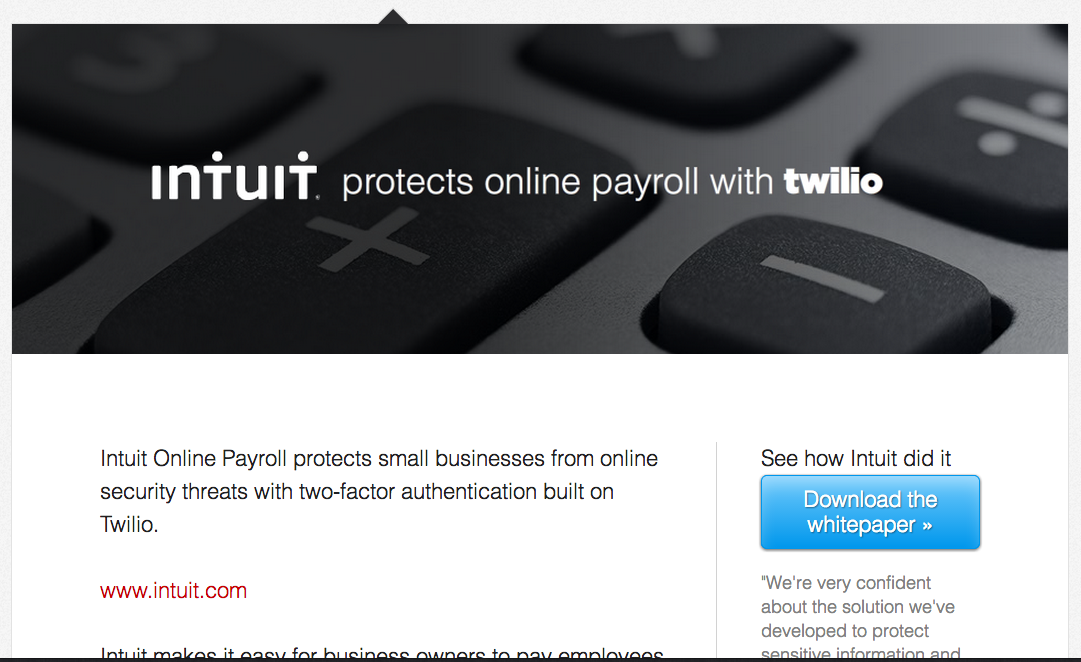 intuit® protects online payroll with twilio
Intuit Online Payroll protects small businesses from online
security threats with two-factor authentication built on
Twilio.
www.intuit.com
Intuit makes it easy for business owners to pay employees
See how Intuit did it
Download the
whitepaper »
"We're very confident
about the solution we've
developed to protect
sensitive information and